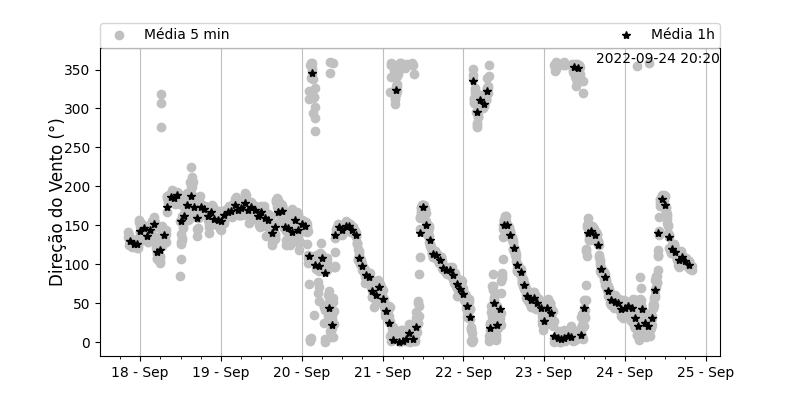 Média 5 min
Média 1h
2022-09-24 20:20
Direção do Vento (°)
350
300
250
200
150
100
50
0
18 - Sep
19 - Sep
20 - Sep
21 - Sep
22 - Sep
23 - Sep
24 - Sep
25 - Sep